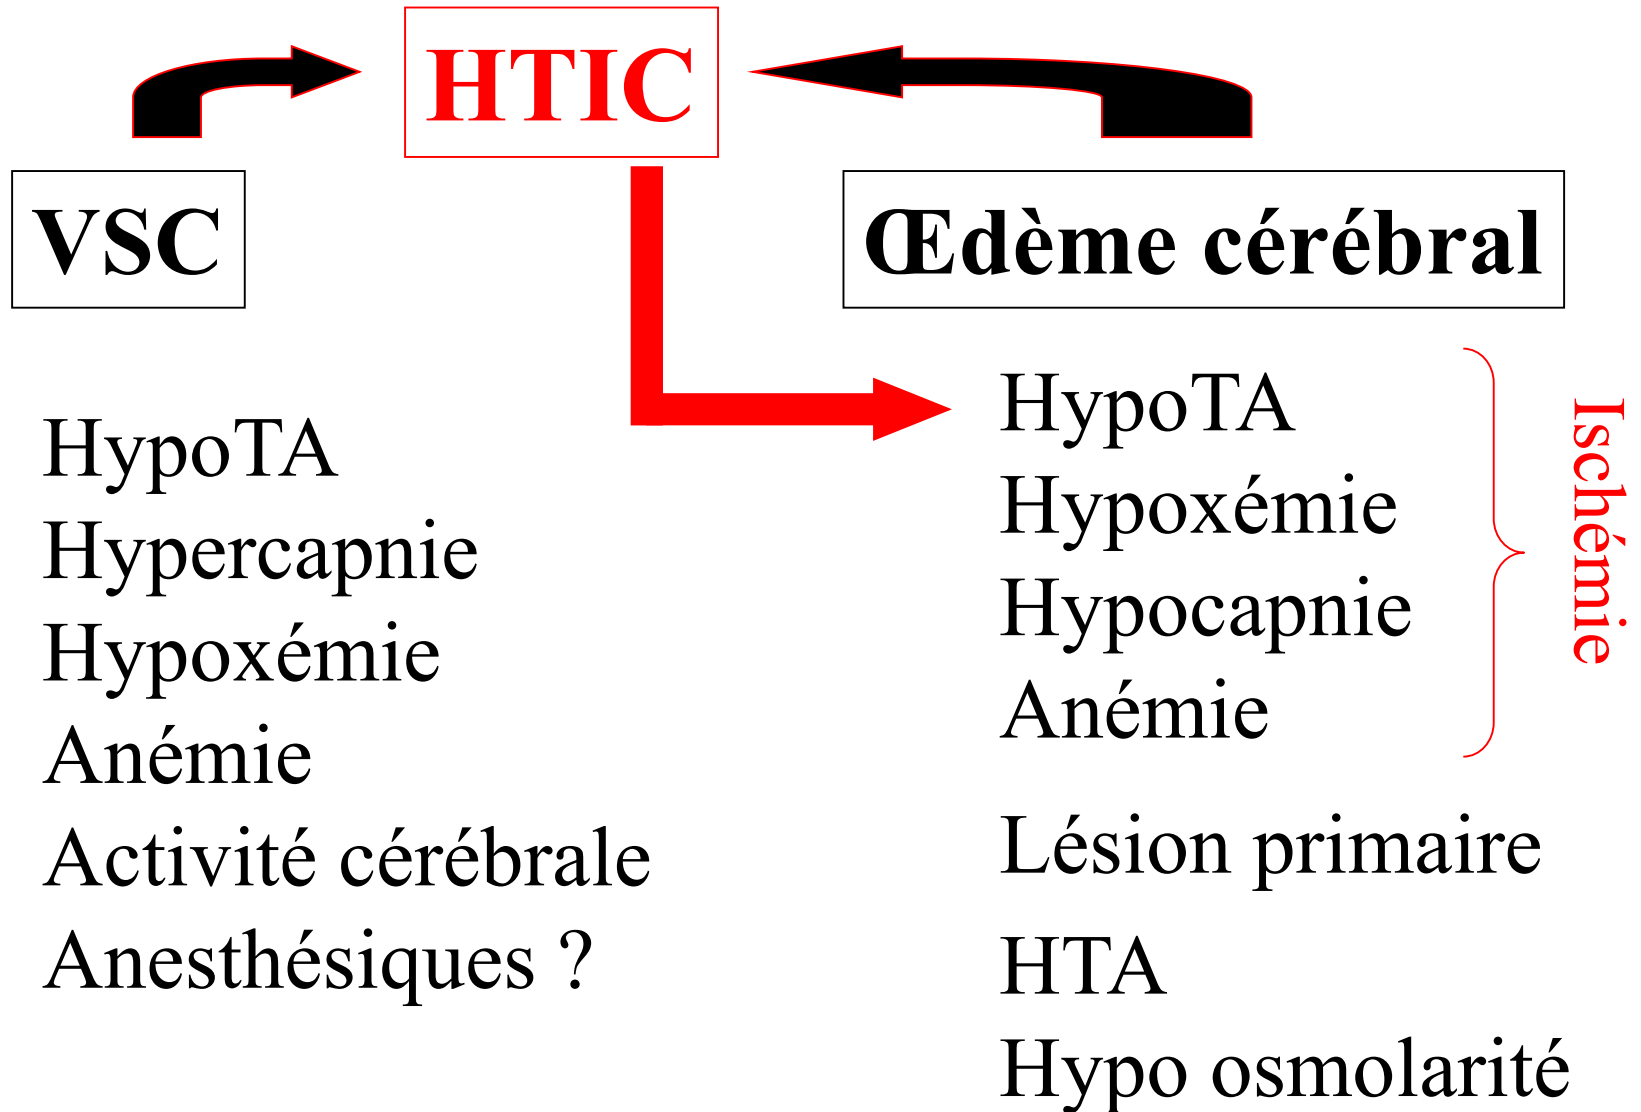 HTIC
VSC
HypoTA
Hypercapnie
Hypoxémie
Anémie
Activité cérébrale
Anesthésiques ?
Œdème cérébral
HypoTA
Hypoxémie
Hypocapnie
Anémie
Ischémie
Lésion primaire
HTA
Hypo osmolarité